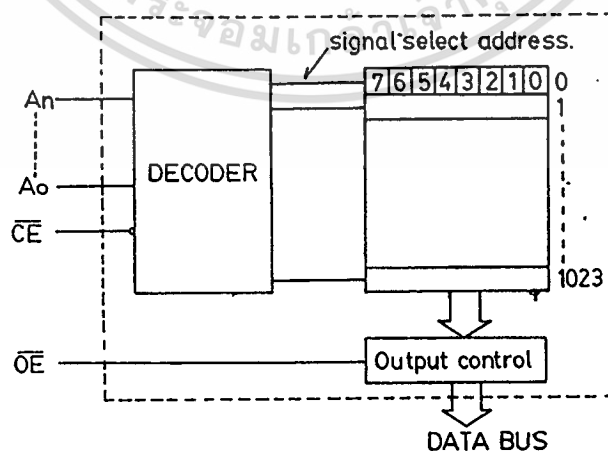 signal select address.
7 6 5 4 3 2 1 0 0
1
An
DECODER
Ao
CE
1023
OE
Output control
DATA BUS